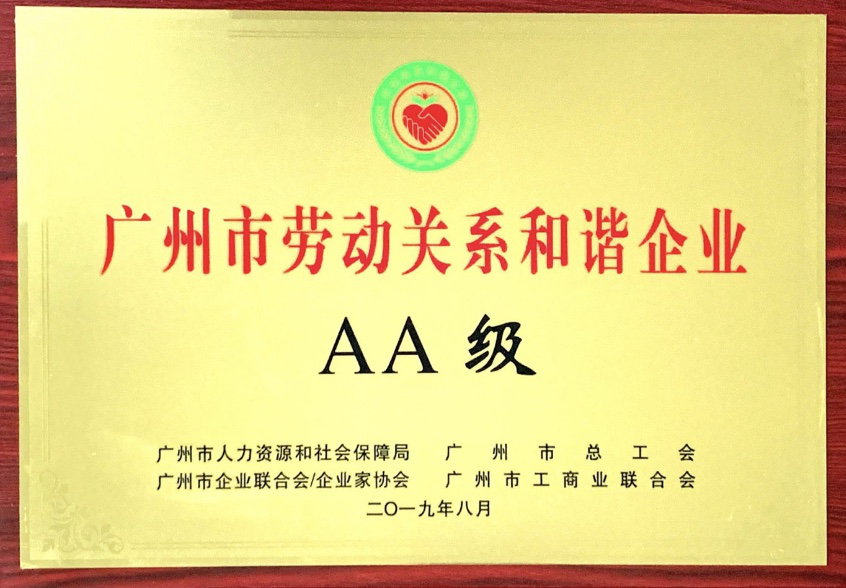 广州市劳动关系和谐企业
AA级
广州市人力资源和社会保障局 广州市总工会
广州市企业联合会/企业家协会 广州市工商业联合会
二〇一九年八月